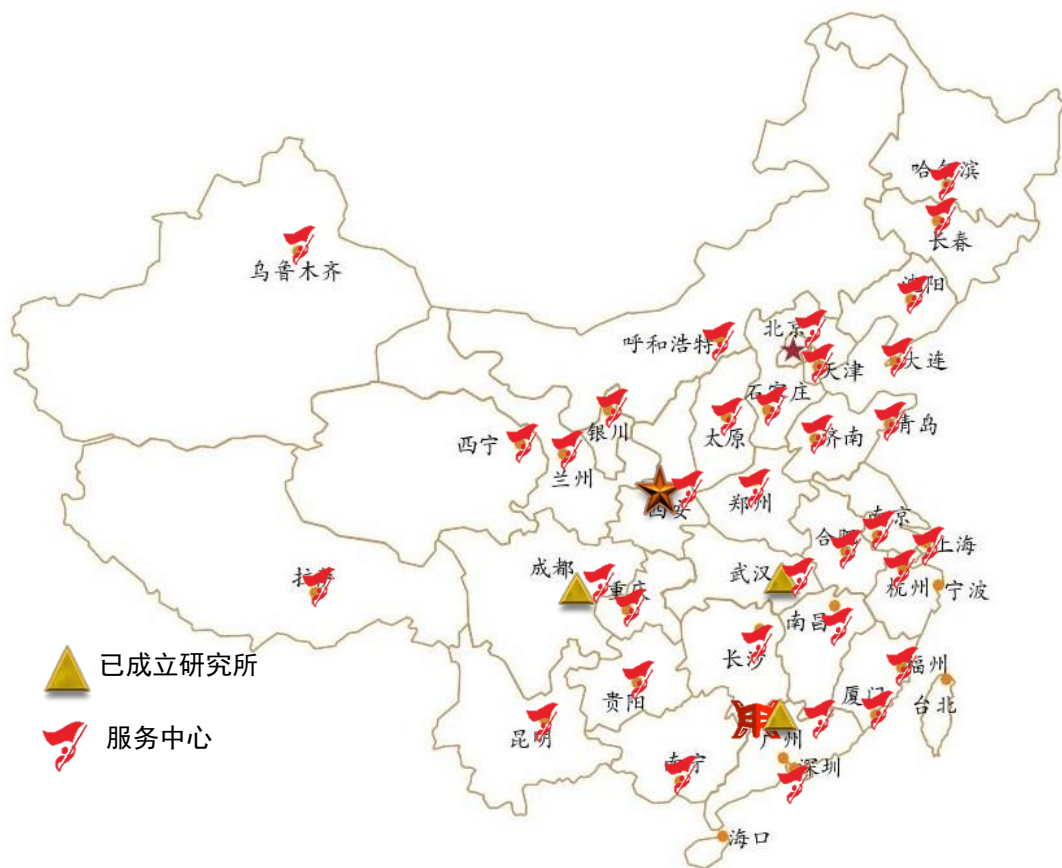 哈尔滨
长春
乌鲁木齐
沈阳
北京
呼和浩特
大连
天津
石家庄
银川
太原
济南
青岛
西宁
兰州
西安
郑州
南京
合肥
上海
成都
武汉
杭州
宁波
拉萨
重庆
南昌
长沙
福州
已成立研究所
贵阳
厦门
台北
服务中心
昆明
广州
南宁
深圳
海口